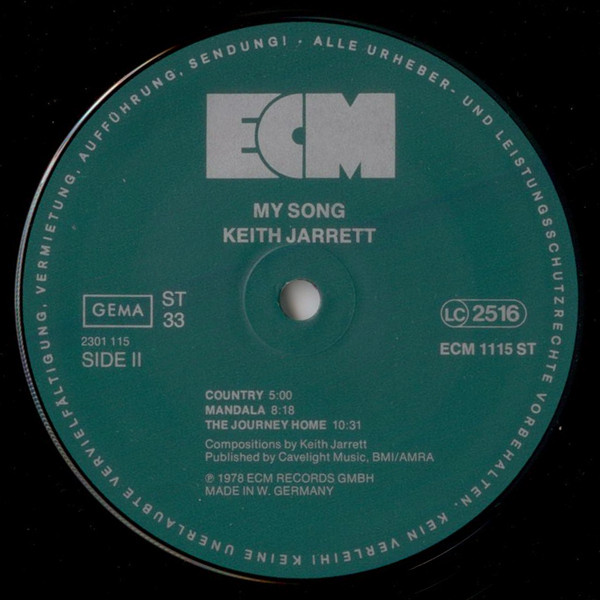 ALLE URHEBER- UND LEISTUNGSSCHUTZRECHTE VORBEHALTEN. KEIN VERLEIH! KEINE UNERLAUBTE VERVIELFÄLTIGUNG, VERMIETUNG, AUFFÜHRUNG, SENDUNG! ·
ECM
MY SONG
KEITH JARRETT
GEMA
ST
33
2301 115
SIDE II
LC 2516
ECM 1115 ST
COUNTRY 5:00
MANDALA 8:18
THE JOURNEY HOME 10:31
Compositions by Keith Jarrett
Published by Cavelight Music, BMI/AMRA
℗ 1978 ECM RECORDS GMBH
MADE IN W. GERMANY